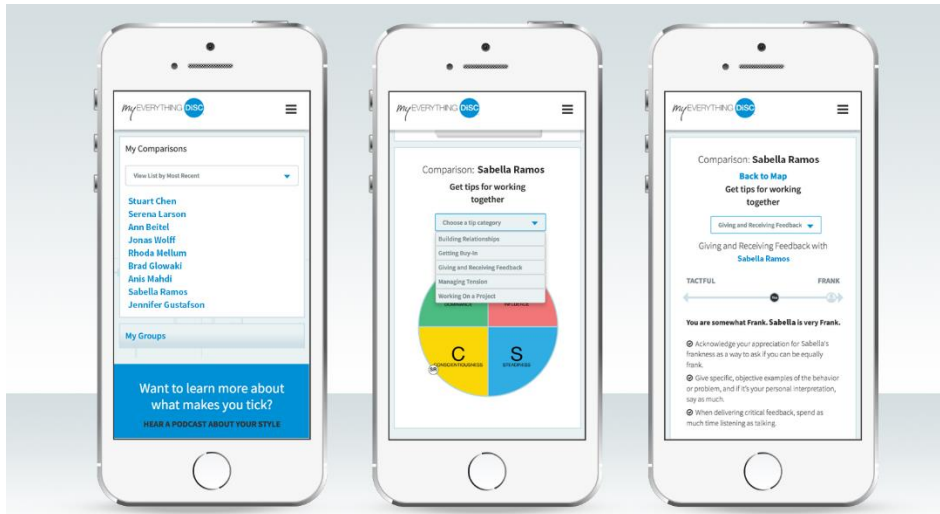 my EVERYTHING DiSC
My Comparisons
View List by Most Recent
Stuart Chen
Serena Larson
Ann Beitel
Jonas Wolff
Rhoda Mellum
Brad Glowaki
Anis Mahdi
Sabella Ramos
Jennifer Gustafson
My Groups
Want to learn more about
what makes you tick?
HEAR A PODCAST ABOUT YOUR STYLE
my EVERYTHING DiSC
Comparison: Sabella Ramos
Get tips for working
together
Choose a tip category
Building Relationships
Getting Buy-In
Giving and Receiving Feedback
Managing Tension
Working On a Project
C
CONSCIENTIOUSNESS
S
STEADINESS
SR
my EVERYTHING DiSC
Comparison: Sabella Ramos
Back to Map
Get tips for working
together
Giving and Receiving Feedback
Giving and Receiving Feedback with
Sabella Ramos
TACTFUL
FRANK
You are somewhat Frank. Sabella is very Frank.
Acknowledge your appreciation for Sabella's
frankness as a way to ask if you can be equally
frank.
Give specific, objective examples of the behavior
or problem, and if it's your personal interpretation,
say as much.
When delivering critical feedback, spend as
much time listening as talking.